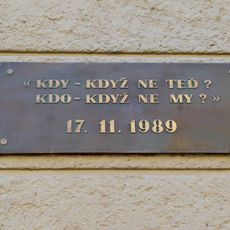 « KDY – KDYŽ NE TEĎ ?
KDO – KDYŽ NE MY ? »
17. 11. 1989